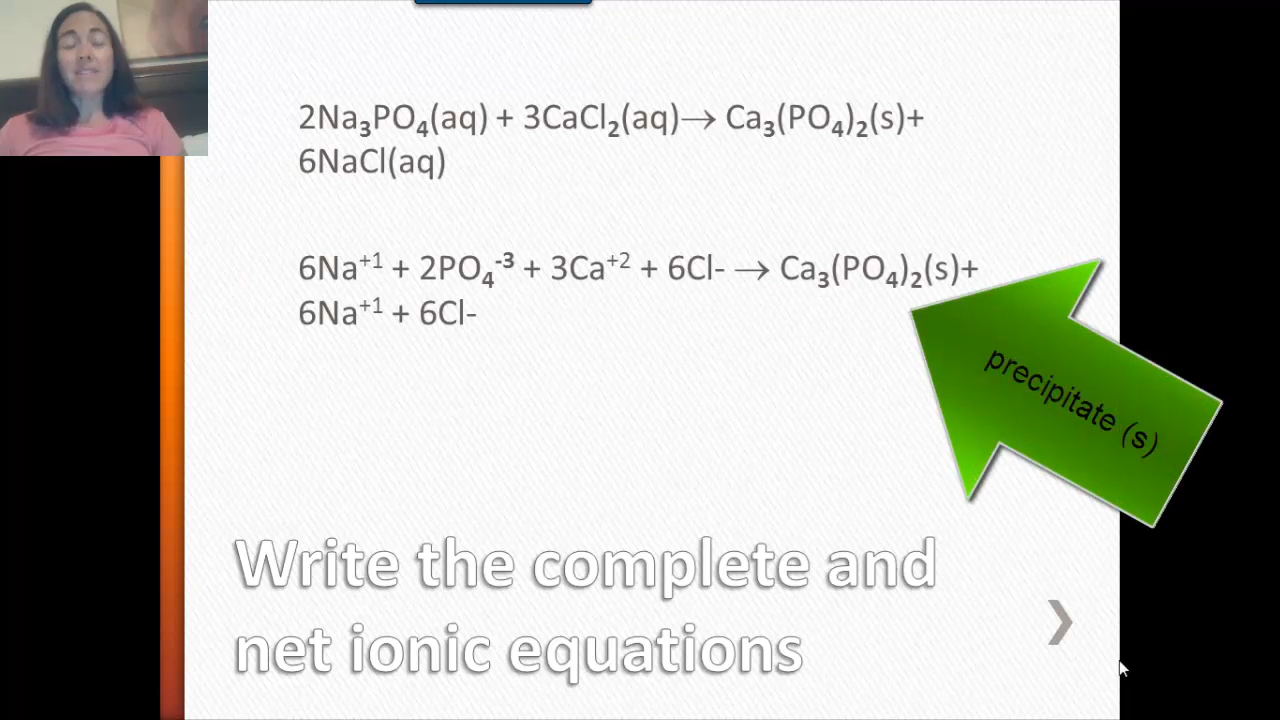 2Na₃PO₄(aq) + 3CaCl₂(aq)→ Ca₃(PO₄)₂(s)+
6NaCl(aq)
6Na⁺¹ + 2PO₄⁻³ + 3Ca⁺² + 6Cl- → Ca₃(PO₄)₂(s)+
6Na⁺¹ + 6Cl-
precipitate (s)
Write the complete and
net ionic equations